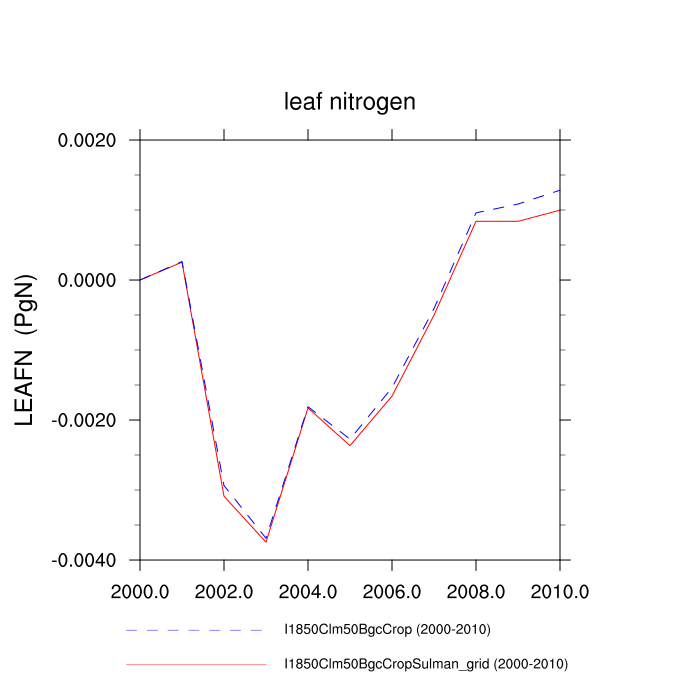 leaf nitrogen
0.0020
0.0000
-0.0020
-0.0040
LEAFN (PgN)
2000.0 2002.0 2004.0 2006.0 2008.0 2010.0
I1850Clm50BgcCrop (2000-2010)
I1850Clm50BgcCropSulman_grid (2000-2010)